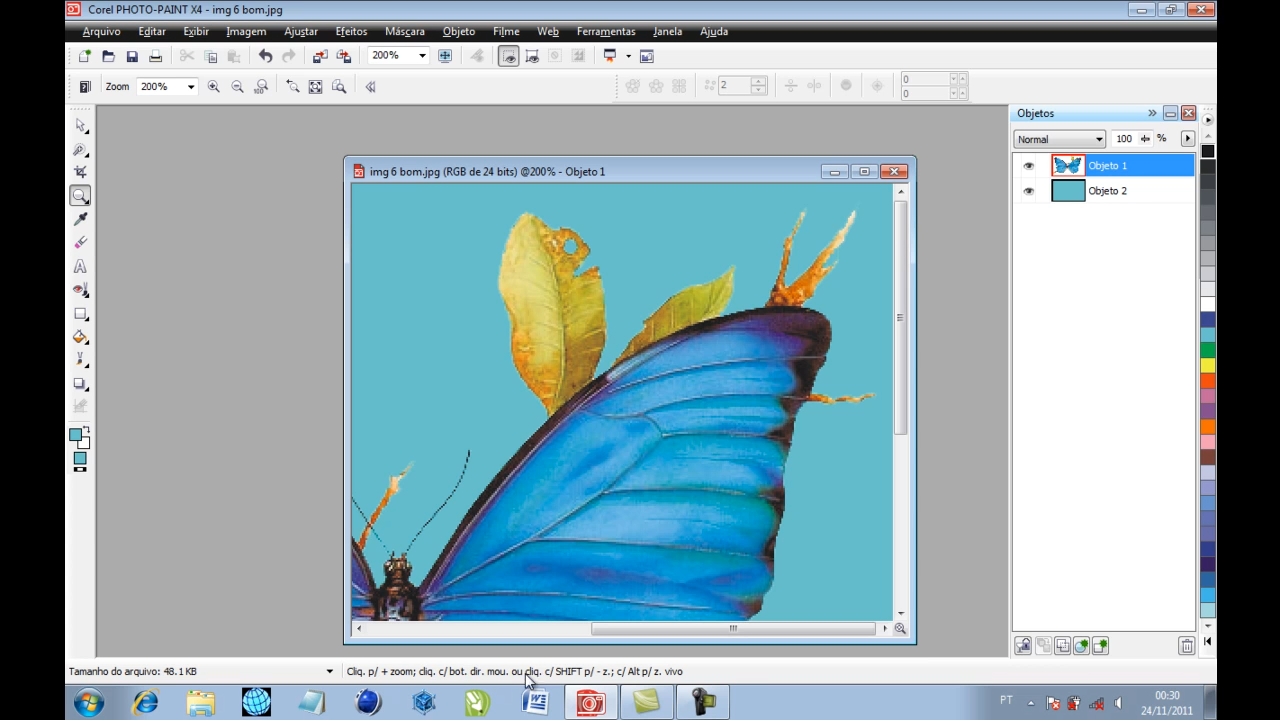 Corel PHOTO-PAINT X4 - img 6 bom.jpg
Arquivo Editar Exibir Imagem Ajustar Efeitos Máscara Objeto Filme Web Ferramentas Janela Ajuda
200%
Zoom 200% 2 0
0
Objetos
Normal 100 %
img 6 bom.jpg (RGB de 24 bits) @200% - Objeto 1
Objeto 1
Objeto 2
Tamanho do arquivo: 48.1 KB Cliq. p/ + zoom; cliq. c/ bot. dir. mou. ou cliq. c/ SHIFT p/ - z.; c/ Alt p/ z. vivo
PT 00:30
24/11/2011